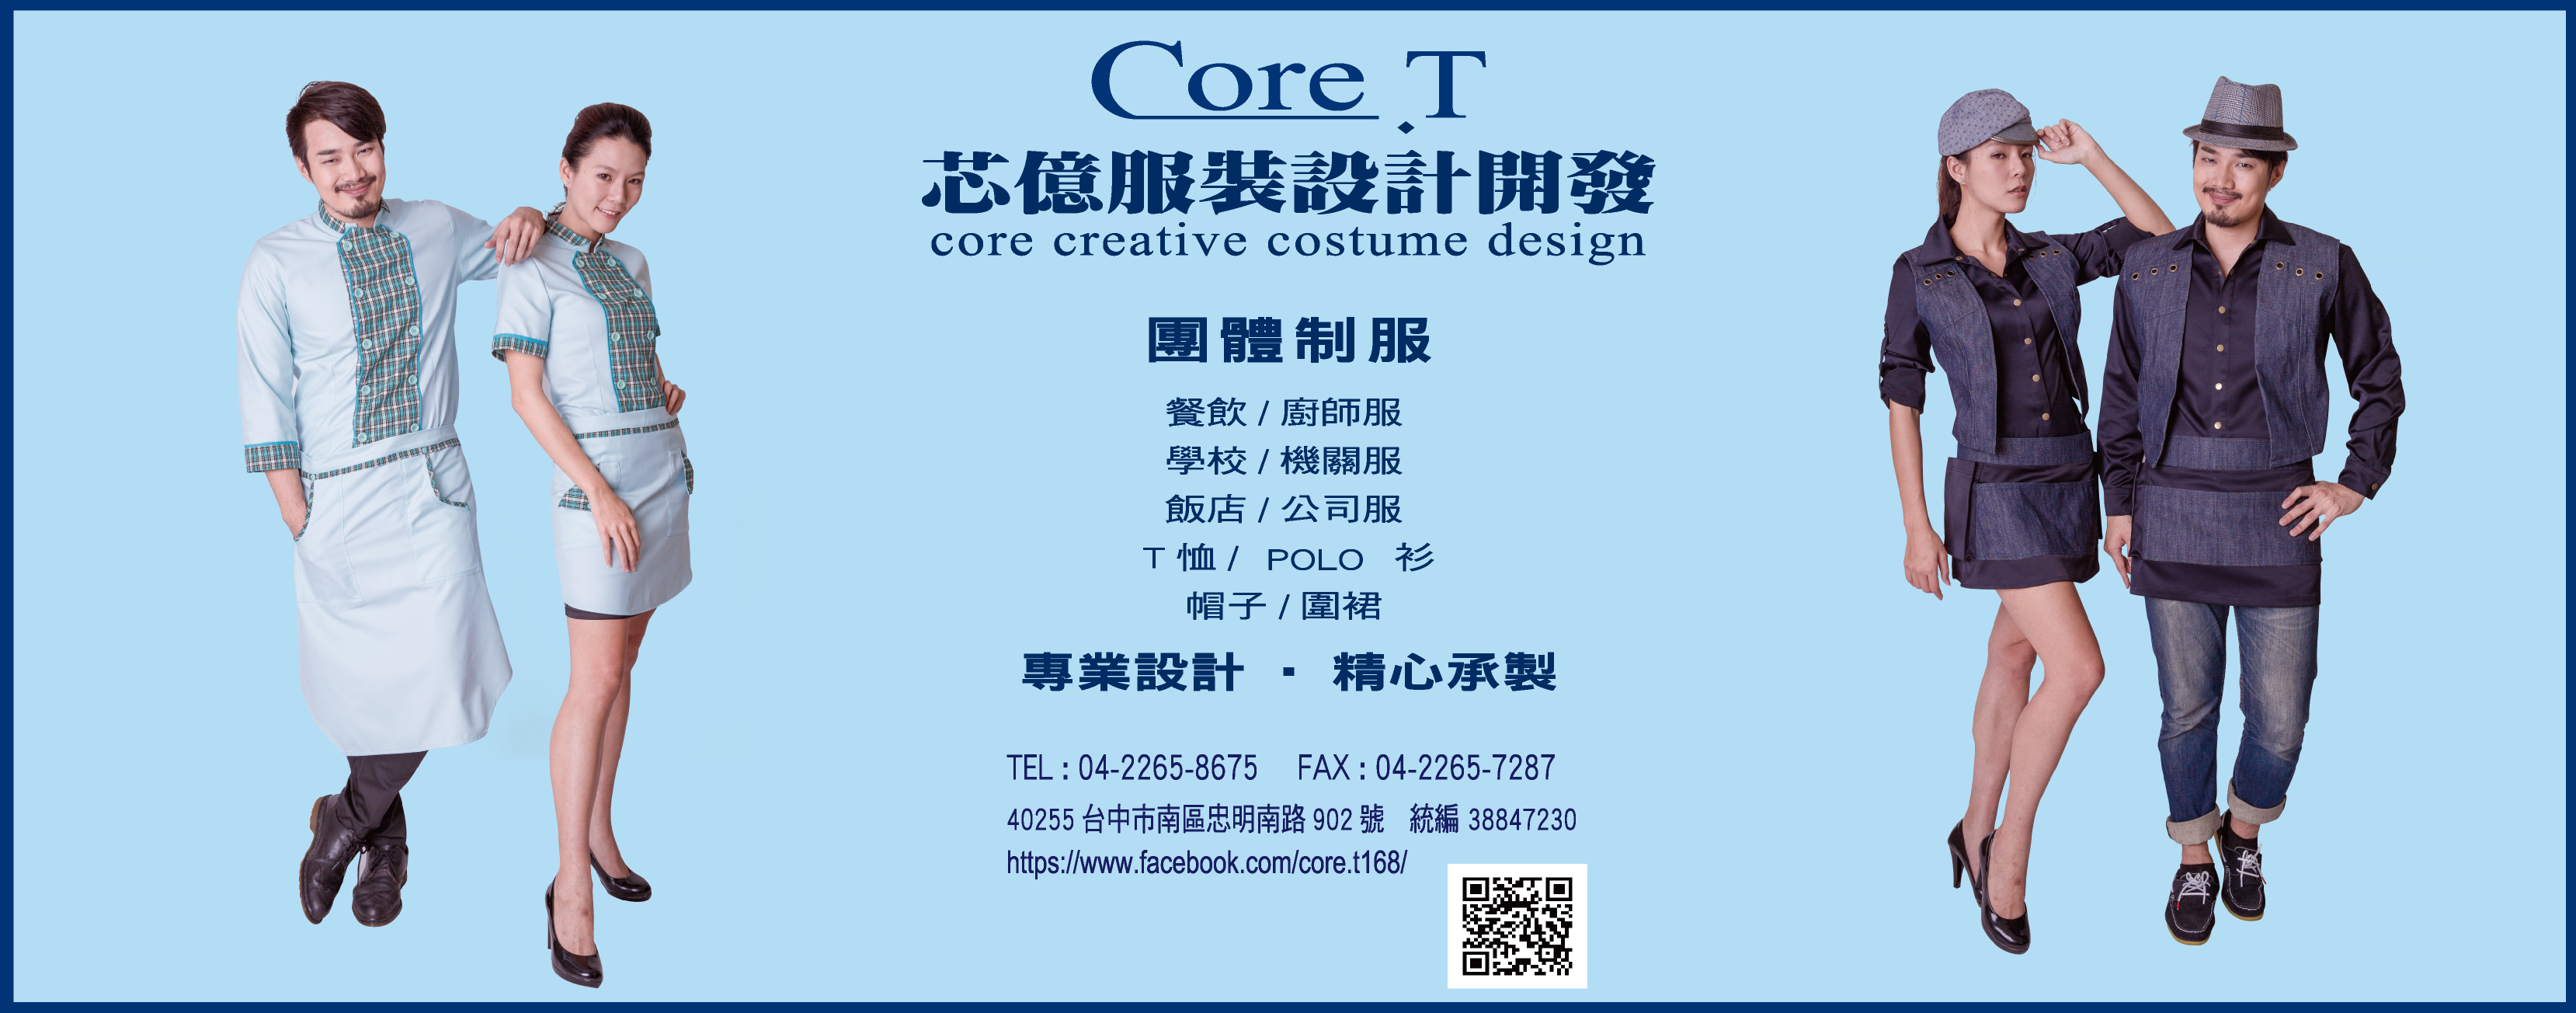 Core T
芯億服裝設計開發
core creative costume design
團體制服
餐飲 / 廚師服
學校 / 機關服
飯店 / 公司服
T 恤 / POLO 衫
帽子 / 圍裙
專業設計 · 精心承製
TEL : 04-2265-8675 FAX : 04-2265-7287
40255 台中市南區忠明南路 902 號 統編 38847230
https://www.facebook.com/core.t168/